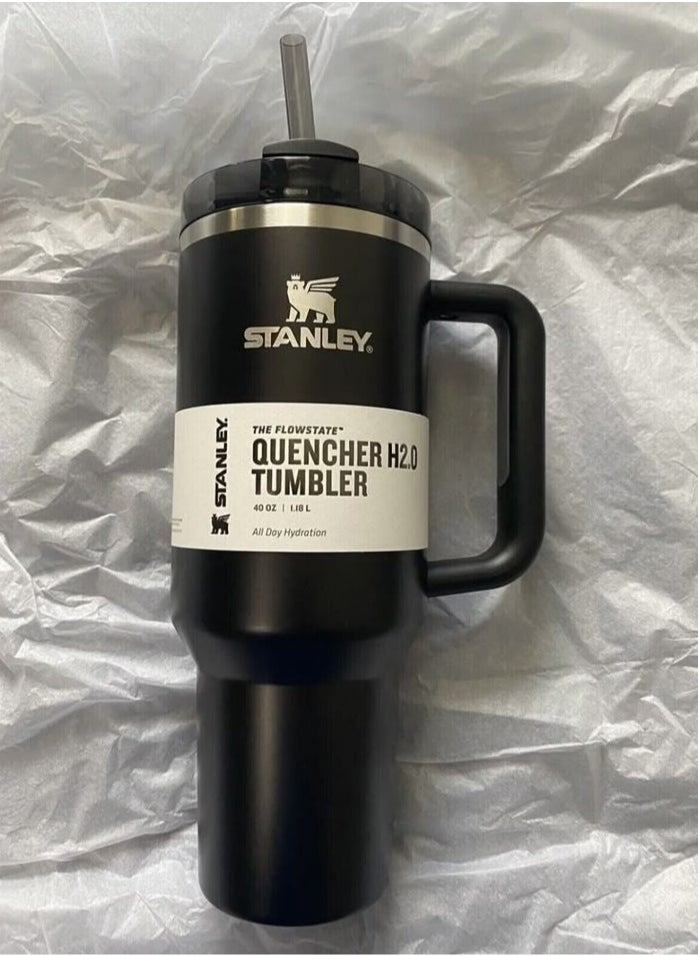 STANLEY®
STANLEY.
THE FLOWSTATE™
QUENCHER H2.0
TUMBLER
40 OZ | 1.18 L
All Day Hydration